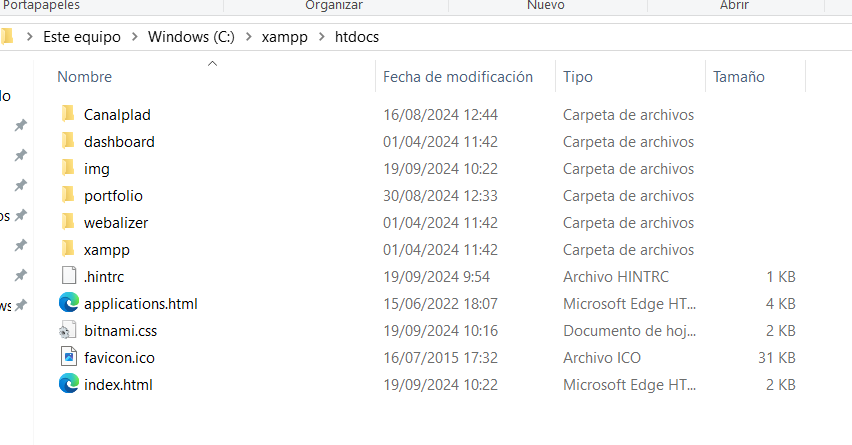 Portapapeles Organizar Nuevo Abrir
Este equipo > Windows (C:) > xampp > htdocs
Nombre Fecha de modificación Tipo Tamaño
Canalplad 16/08/2024 12:44 Carpeta de archivos
dashboard 01/04/2024 11:42 Carpeta de archivos
img 19/09/2024 10:22 Carpeta de archivos
portfolio 30/08/2024 12:33 Carpeta de archivos
webalizer 01/04/2024 11:42 Carpeta de archivos
xampp 01/04/2024 11:42 Carpeta de archivos
.hintrc 19/09/2024 9:54 Archivo HINTRC 1 KB
applications.html 15/06/2022 18:07 Microsoft Edge HT... 4 KB
bitnami.css 19/09/2024 10:16 Documento de hoj... 2 KB
favicon.ico 16/07/2015 17:32 Archivo ICO 31 KB
index.html 19/09/2024 10:22 Microsoft Edge HT... 2 KB